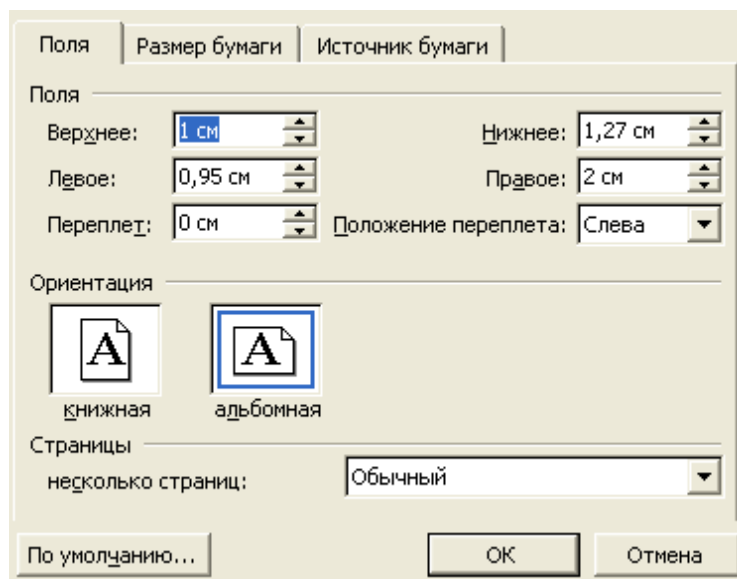 Поля Размер бумаги Источник бумаги
Поля
Верхнее: 1 см Нижнее: 1,27 см
Левое: 0,95 см Правое: 2 см
Переплет: 0 см Положение переплета: Слева
Ориентация
A A
книжная альбомная
Страницы
несколько страниц: Обычный
По умолчанию... ОК Отмена